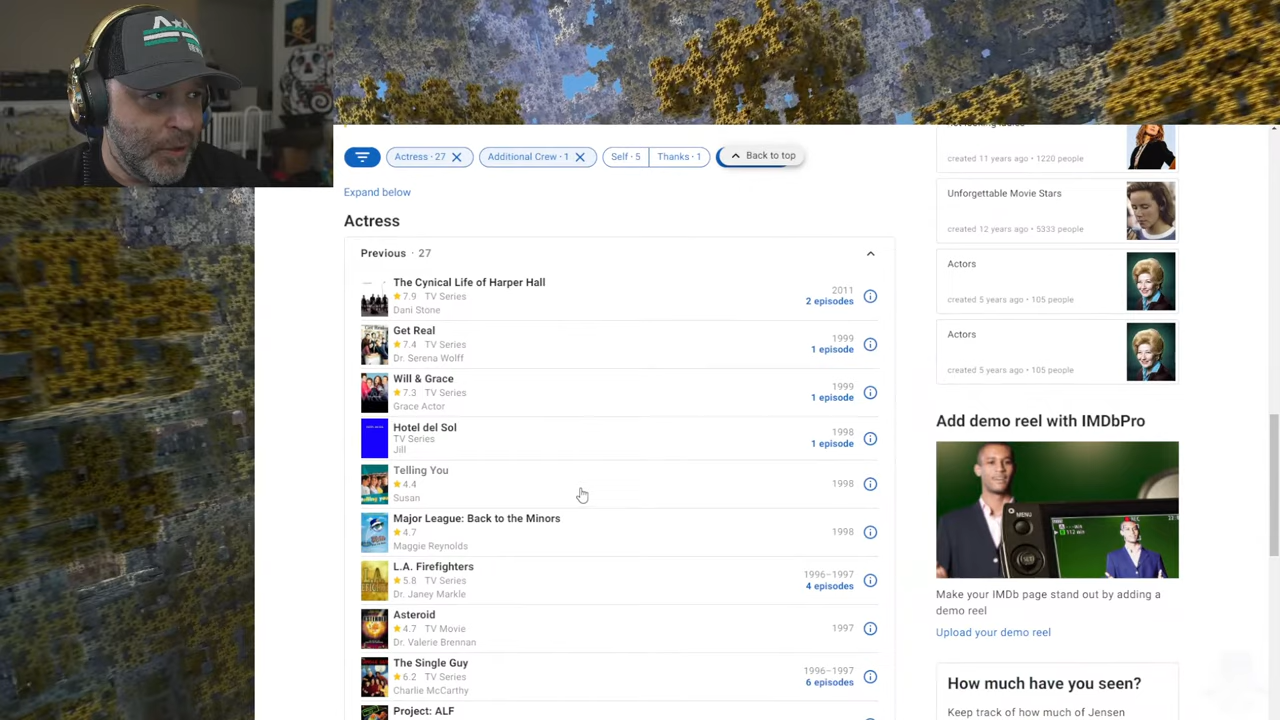 Actress · 27
Additional Crew · 1
Self · 5
Thanks · 1
Back to top
Expand below
Actress
Previous · 27
The Cynical Life of Harper Hall
7.9 TV Series
Dani Stone
2011
2 episodes
Get Real
7.4 TV Series
Dr. Serena Wolff
1999
1 episode
Will & Grace
7.3 TV Series
Grace Actor
1999
1 episode
Hotel del Sol
TV Series
Jill
1998
1 episode
Telling You
4.4
Susan
1998
Major League: Back to the Minors
4.7
Maggie Reynolds
1998
L.A. Firefighters
5.8 TV Series
Dr. Janey Markle
1996–1997
4 episodes
Asteroid
4.7 TV Movie
Dr. Valerie Brennan
1997
The Single Guy
6.2 TV Series
Charlie McCarthy
1996–1997
6 episodes
Project: ALF
created 11 years ago • 1220 people
Unforgettable Movie Stars
created 12 years ago • 5333 people
Actors
created 5 years ago • 105 people
Actors
created 5 years ago • 105 people
Add demo reel with IMDbPro
MENU
Make your IMDb page stand out by adding a
demo reel
Upload your demo reel
How much have you seen?
Keep track of how much of Jensen